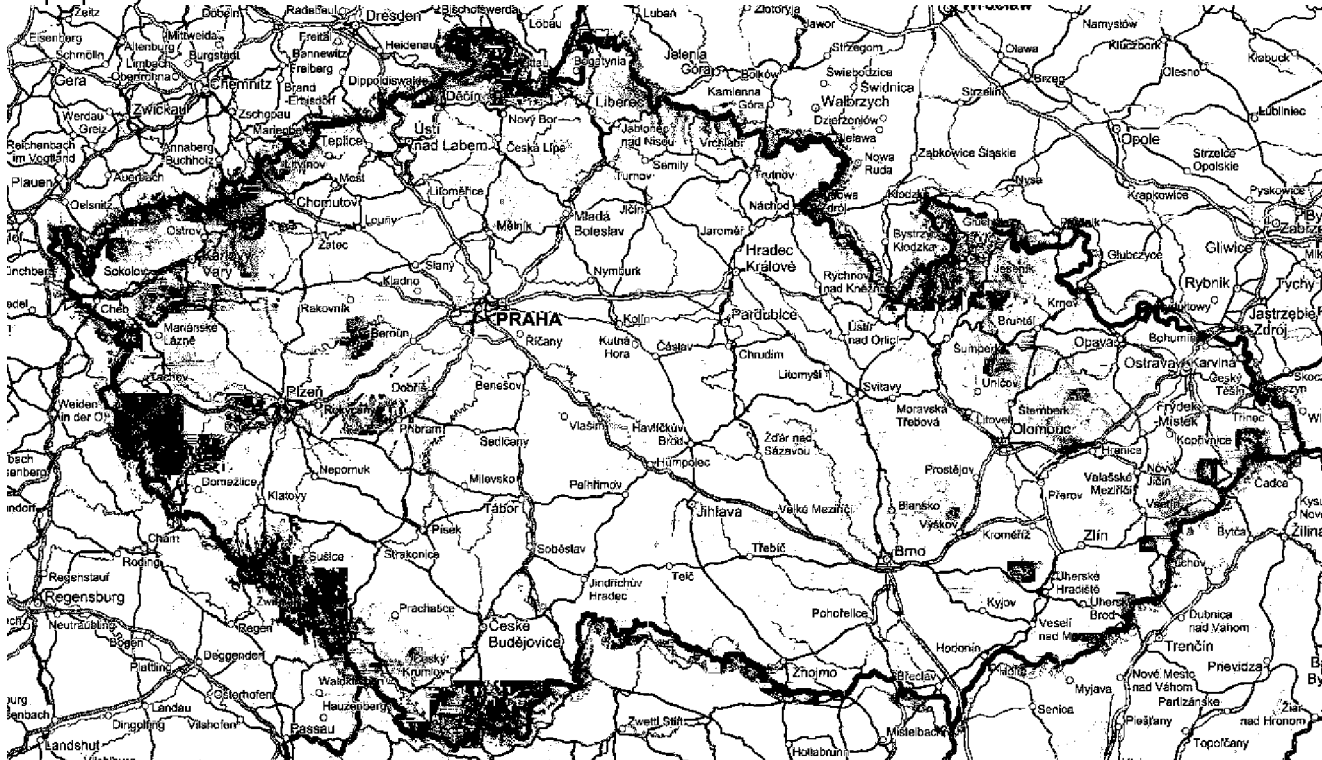 Zeitz
Eisenberg
Schmölln
Altenburg
Mittweida
Burgstädt
Limbach
Gera
Chemnitz
Zwickau
Werdau
Greiz
Reichenbach
im Vogtland
Plauen
Auerbach
Annaberg
Buchholz
Zschopau
Oelsnitz
Radebaul
Dresden
Freital
Bannewitz
Freiberg
Brand
Erbisdorf
Heidenau
Dippoldiswalde
Bischofswerda
Löbau
Lubań
Bogatynia
Złotoryja
Jawor
Jelenia
Góra
Bolków
Kamienna
Góra
Strzegom
Świebodzice
Świdnica
Wałbrzych
Dzierżoniów
Bielawa
Nowa
Ruda
Wrocław
Oława
Strzelin
Brzeg
Namysłów
Kluczbork
Olesno
Kłobuck
Lubliniec
Opole
Strzelce
Opolskie
Ząbkowice Śląskie
Nysa
Krapkowice
Pyskowice
Gliwice
Zabrze
Kłodzko
Bystrzyca
Kłodzka
Głubczyce
Rybnik
Tychy
Jastrzębie
Zdrój
Děčín
Liberec
Nový Bor
Ústí
nad Labem
Teplice
Litvínov
Most
Chomutov
Louny
Žatec
Litoměřice
Česká Lípa
Jablonec
nad Nisou
Semily
Turnov
Vrchlabí
Trutnov
Náchod
Jičín
Jaroměř
Mladá
Boleslav
Mělník
Hradec
Králové
Rychnov
nad Kněžnou
Ostrov
Karlovy
Vary
Sokolov
Cheb
Mariánské
Lázně
Tachov
Slaný
Kladno
Rakovník
Beroun
PRAHA
Říčany
Nymburk
Kolín
Kutná
Hora
Čáslav
Pardubice
Chrudim
Ústí
nad Orlicí
Litomyšl
Svitavy
Moravská
Třebová
Šumperk
Jeseník
Bruntál
Krnov
Uničov
Litovel
Šternberk
Olomouc
Opava
Bohumín
Ostrava
Karviná
Český
Těšín
Třinec
Frýdek
-Místek
Kopřivnice
Nový
Jičín
Hranice
Valašské
Meziříčí
Vsetín
Přerov
Prostějov
Plzeň
Rokycany
Dobříš
Příbram
Benešov
Sedlčany
Vlašim
Havlíčkův
Brod
Žďár nad
Sázavou
Humpolec
Pelhřimov
Jihlava
Velké Meziříčí
Třebíč
Telč
Nepomuk
Domažlice
Klatovy
Milevsko
Tábor
Písek
Strakonice
Sušice
Soběslav
Jindřichův
Hradec
Prachatice
České
Budějovice
Český
Krumlov
Blansko
Vyškov
Brno
Kroměříž
Zlín
Uherské
Hradiště
Uherský
Brod
Kyjov
Veselí
Hodonín
Pohořelice
Břeclav
Znojmo
Weiden
in der O
Cham
Roding
Regenstauf
Regensburg
Neutraubling
Bogen
Regen
Plattling
Deggendorf
Osterhofen
Landau
Dingolfing
Vilshofen
Landshut
Passau
Hauzenberg
Waldkirchen
Zwettl Stift
Hollabrunn
Mistelbach
Senica
Myjava
Trenčín
Dubnica
nad Váhom
Nové Mesto
nad Váhom
Prievidza
Partizánske
Piešťany
Topoľčany
Bytča
Čadca
Žilina
nad Hronom